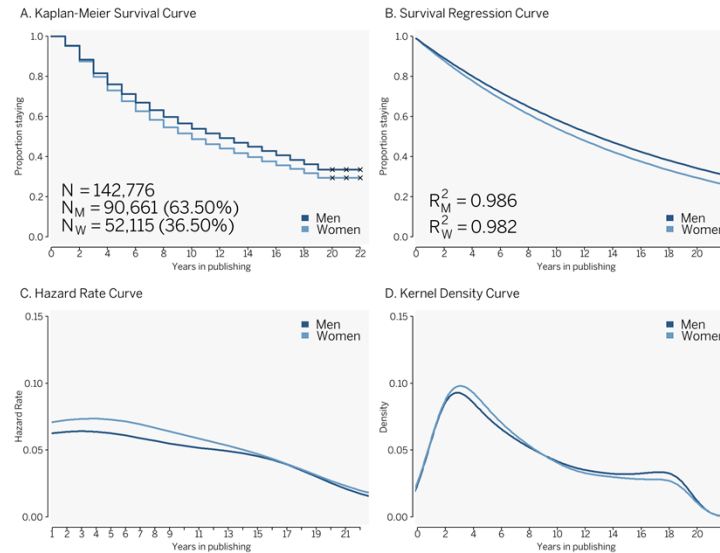 A. Kaplan-Meier Survival Curve
1.0
0.8
0.6
0.4
0.2
0.0
Proportion staying
N = 142,776
N_M = 90,661 (63.50%)
N_W = 52,115 (36.50%)
Men
Women
0 2 4 6 8 10 12 14 16 18 20 22
Years in publishing
B. Survival Regression Curve
1.0
0.8
0.6
0.4
0.2
0.0
Proportion staying
R²_M = 0.986
R²_W = 0.982
Men
Women
0 2 4 6 8 10 12 14 16 18 20
Years in publishing
C. Hazard Rate Curve
0.15
0.10
0.05
0.00
Hazard Rate
Men
Women
1 2 3 4 5 6 7 8 9 11 13 15 17 19 21
Years in publishing
D. Kernel Density Curve
0.15
0.10
0.05
0.00
Density
Men
Women
0 2 4 6 8 10 12 14 16 18 20
Years in publishing